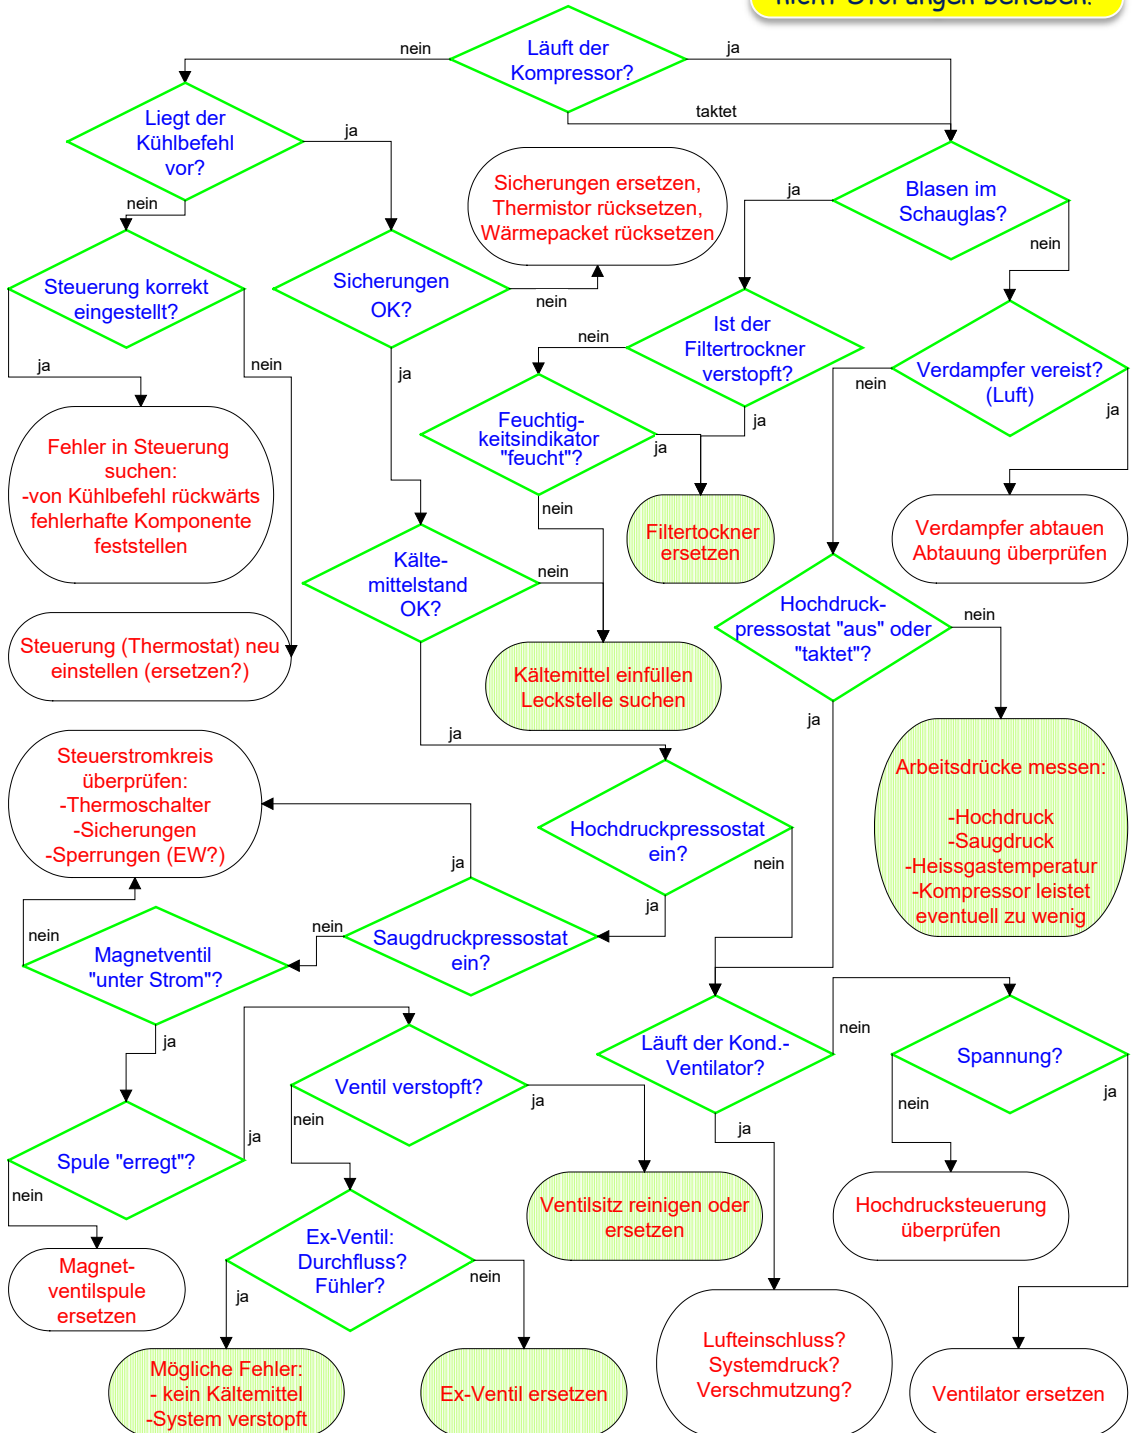 nicht Störungen beheben!
nein
Läuft der
Kompressor?
ja
taktet
Liegt der
Kühlbefehl
vor?
ja
nein
Sicherungen ersetzen,
Thermistor rücksetzen,
Wärmepacket rücksetzen
ja
Blasen im
Schauglas?
nein
Steuerung korrekt
eingestellt?
ja
nein
Sicherungen
OK?
nein
ja
Ist der
Filtertrockner
verstopft?
nein
ja
Verdampfer vereist?
(Luft)
nein
ja
Feuchtig-
keitsindikator
"feucht"?
ja
nein
Fehler in Steuerung
suchen:
-von Kühlbefehl rückwärts
fehlerhafte Komponente
feststellen
Filtertockner
ersetzen
Verdampfer abtauen
Abtauung überprüfen
Kälte-
mittelstand
OK?
nein
ja
Hochdruck-
pressostat "aus" oder
"taktet"?
nein
ja
Steuerung (Thermostat) neu
einstellen (ersetzen?)
Kältemittel einfüllen
Leckstelle suchen
Steuerstromkreis
überprüfen:
-Thermoschalter
-Sicherungen
-Sperrungen (EW?)
Hochdruckpressostat
ein?
nein
ja
Arbeitsdrücke messen:
-Hochdruck
-Saugdruck
-Heissgastemperatur
-Kompressor leistet
eventuell zu wenig
ja
Saugdruckpressostat
ein?
nein
nein
Magnetventil
"unter Strom"?
ja
Läuft der Kond.-
Ventilator?
nein
ja
Spannung?
nein
ja
Ventil verstopft?
nein
ja
Spule "erregt"?
ja
nein
Ventilsitz reinigen oder
ersetzen
Hochdrucksteuerung
überprüfen
Ex-Ventil:
Durchfluss?
Fühler?
ja
nein
Magnet-
ventilspule
ersetzen
Mögliche Fehler:
- kein Kältemittel
-System verstopft
Ex-Ventil ersetzen
Lufteinschluss?
Systemdruck?
Verschmutzung?
Ventilator ersetzen